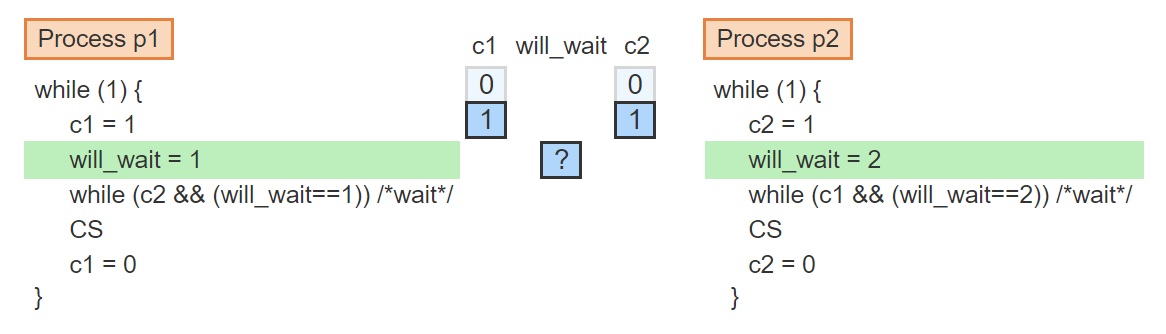 Process p1
while (1) {
c1 = 1
will_wait = 1
while (c2 && (will_wait==1)) /*wait*/
CS
c1 = 0
}
c1 will_wait c2
0 0
1 1
?
Process p2
while (1) {
c2 = 1
will_wait = 2
while (c1 && (will_wait==2)) /*wait*/
CS
c2 = 0
}